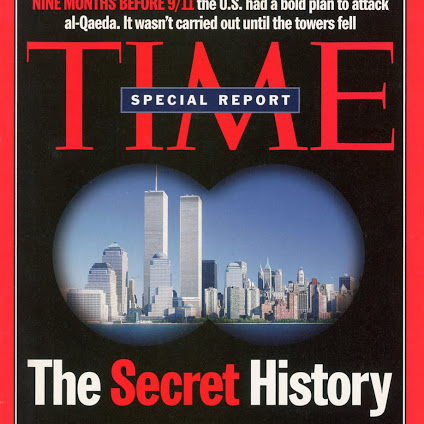 NINE MONTHS BEFORE 9/11 the U.S. had a bold plan to attack
al-Qaeda. It wasn't carried out until the towers fell
TIME
SPECIAL REPORT
The Secret History